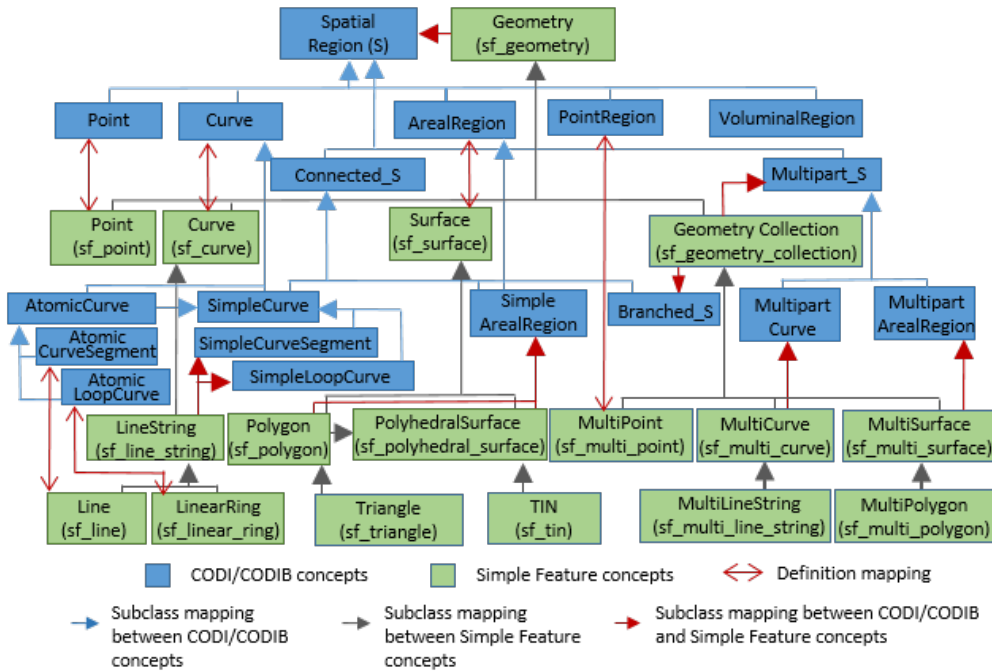 Spatial
Region (S)
Geometry
(sf_geometry)
Point
Curve
ArealRegion
PointRegion
VoluminalRegion
Connected_S
Multipart_S
Point
(sf_point)
Curve
(sf_curve)
Surface
(sf_surface)
Geometry Collection
(sf_geometry_collection)
AtomicCurve
SimpleCurve
Simple
ArealRegion
Branched_S
Multipart
Curve
Multipart
ArealRegion
Atomic
CurveSegment
SimpleCurveSegment
Atomic
LoopCurve
SimpleLoopCurve
LineString
(sf_line_string)
Polygon
(sf_polygon)
PolyhedralSurface
(sf_polyhedral_surface)
MultiPoint
(sf_multi_point)
MultiCurve
(sf_multi_curve)
MultiSurface
(sf_multi_surface)
Line
(sf_line)
LinearRing
(sf_linear_ring)
Triangle
(sf_triangle)
TIN
(sf_tin)
MultiLineString
(sf_multi_line_string)
MultiPolygon
(sf_multi_polygon)
CODI/CODIB concepts
Simple Feature concepts
Definition mapping
Subclass mapping
between CODI/CODIB
concepts
Subclass mapping
between Simple Feature
concepts
Subclass mapping between CODI/CODIB
and Simple Feature concepts